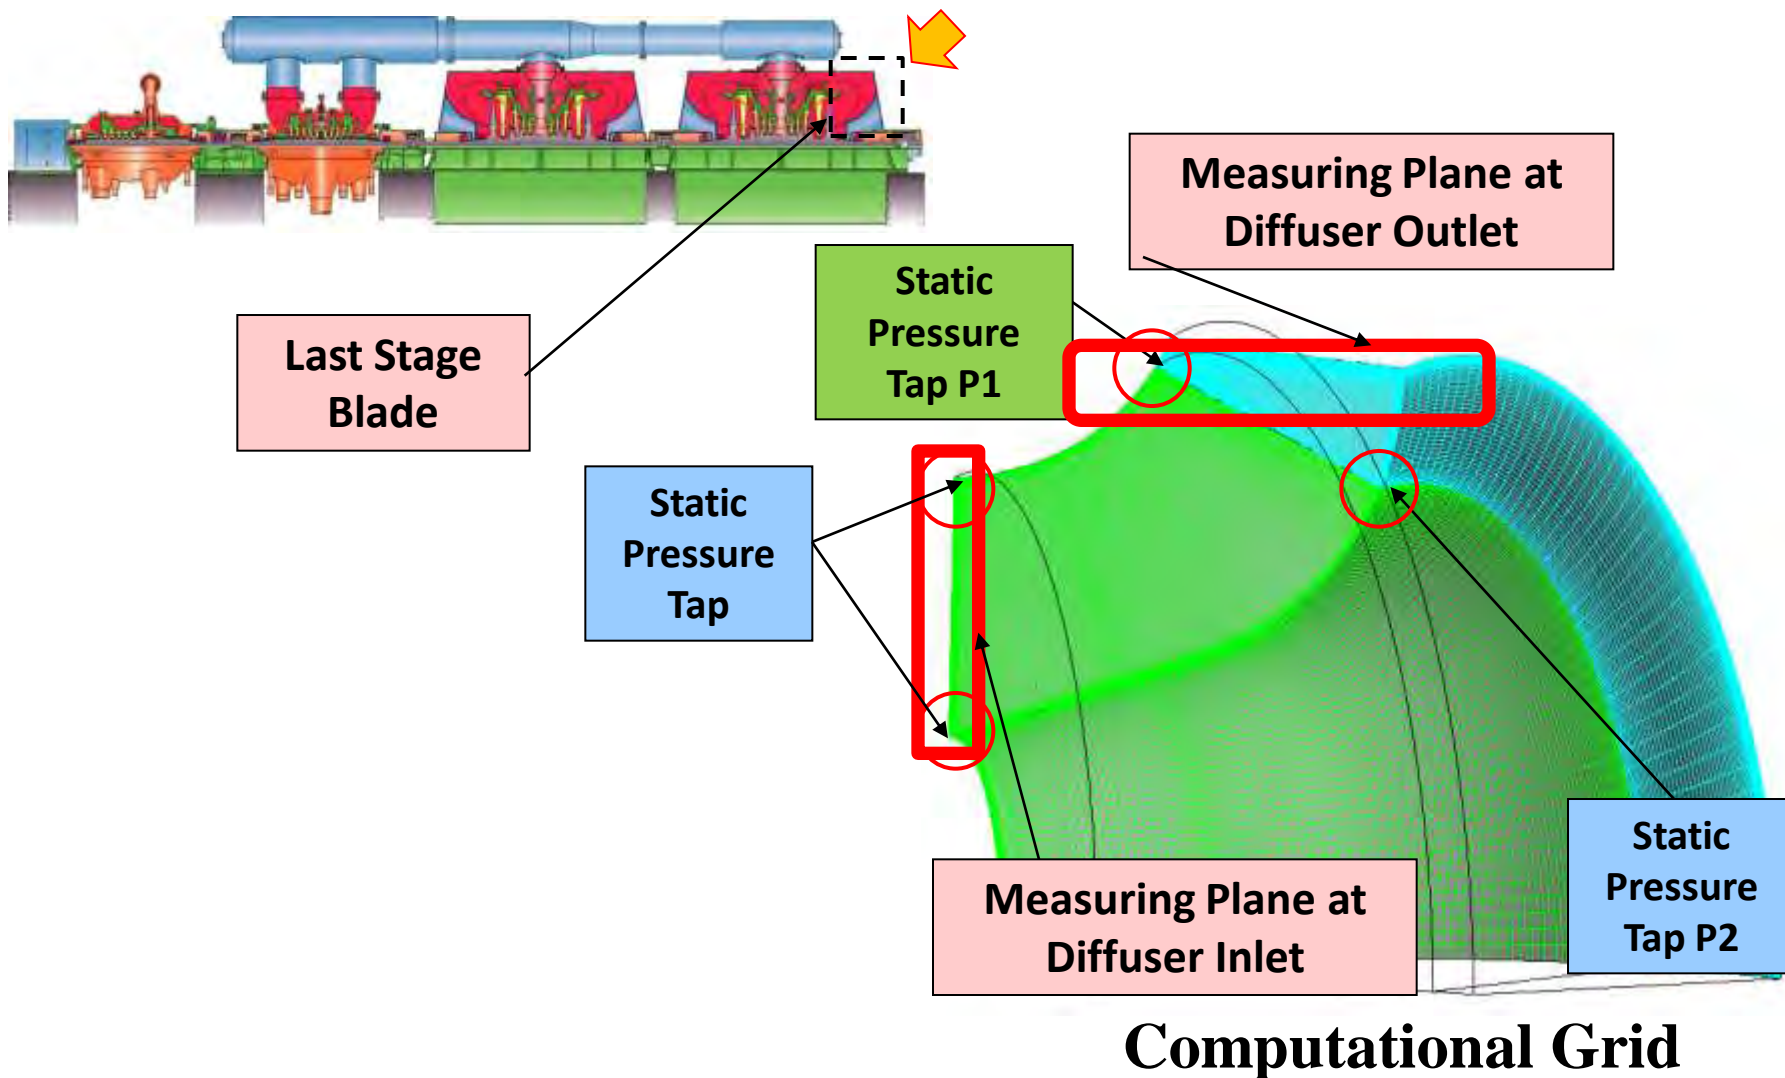 Measuring Plane at
Diffuser Outlet
Static
Pressure
Tap P1
Last Stage
Blade
Static
Pressure
Tap
Static
Pressure
Tap P2
Measuring Plane at
Diffuser Inlet
Computational Grid